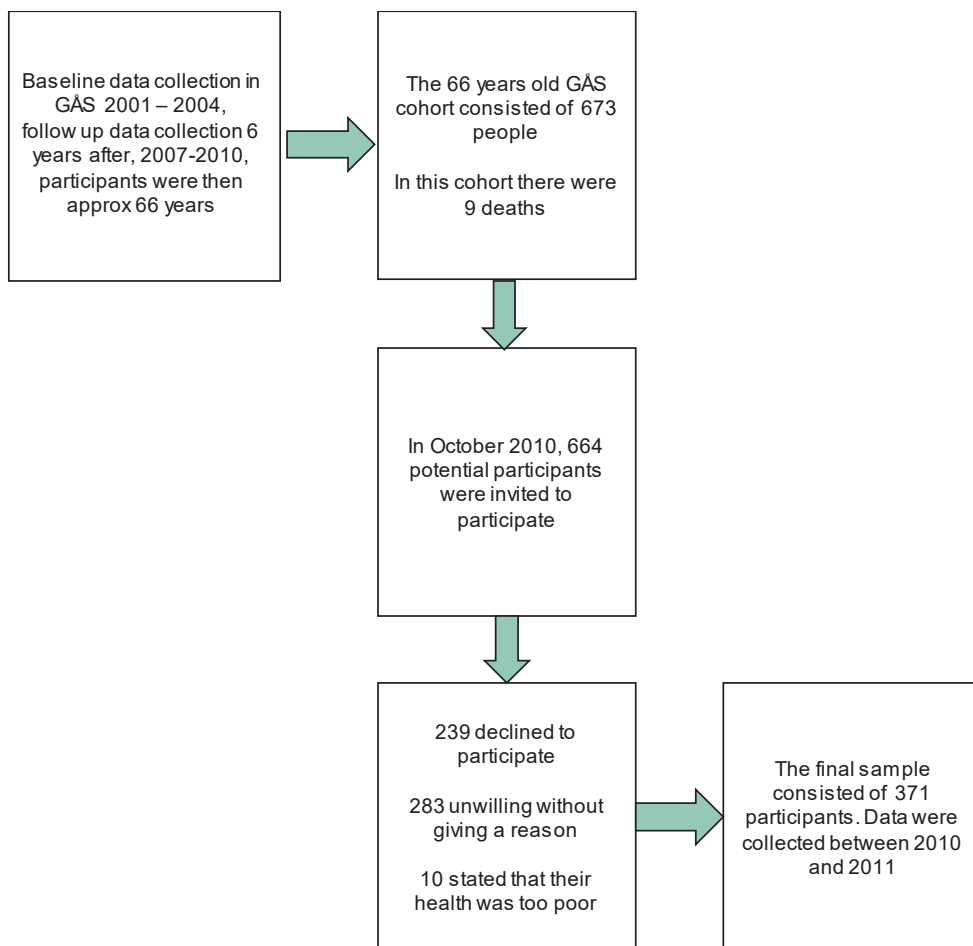 Baseline data collection in
GÅS 2001 – 2004,
follow up data collection 6
years after, 2007-2010,
participants were then
approx 66 years
The 66 years old GÅS
cohort consisted of 673
people
In this cohort there were
9 deaths
In October 2010, 664
potential participants
were invited to
participate
239 declined to
participate
283 unwilling without
giving a reason
10 stated that their
health was too poor
The final sample
consisted of 371
participants. Data were
collected between 2010
and 2011